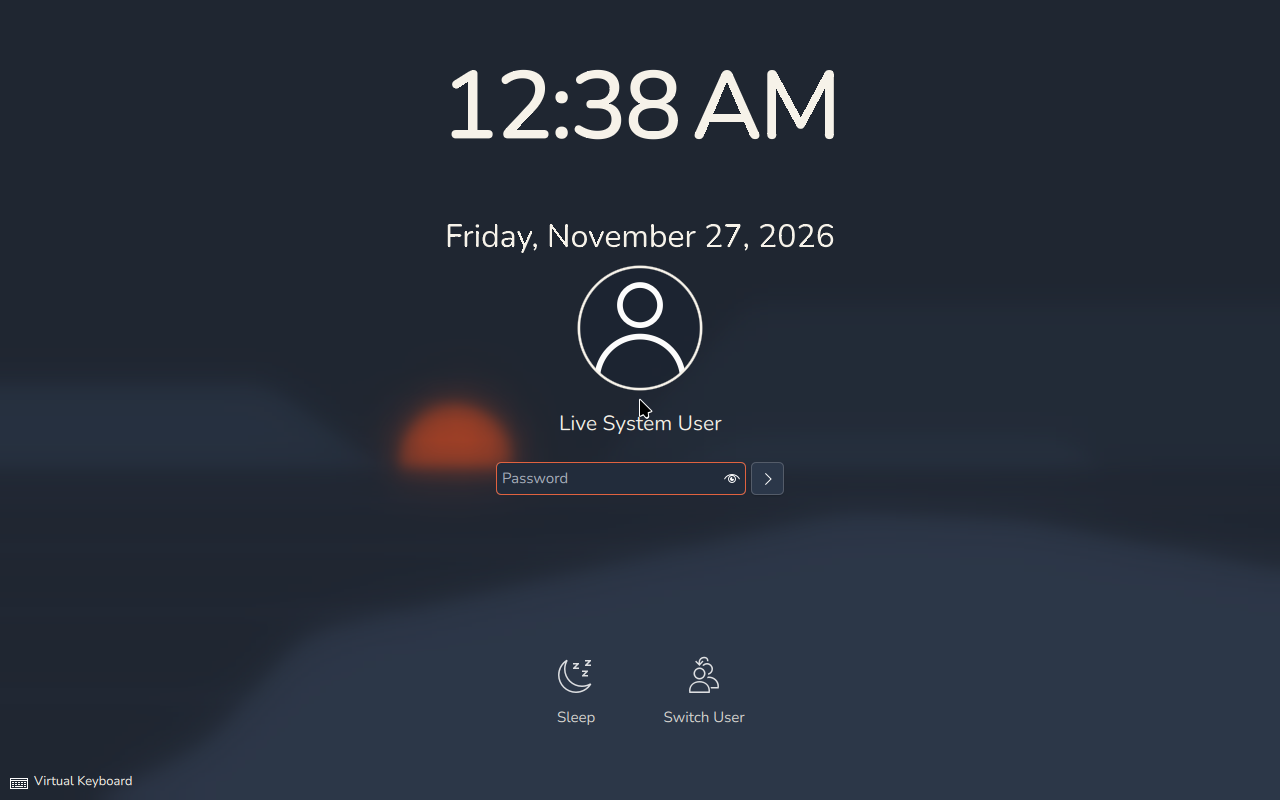 12:38 AM
Friday, November 27, 2026
Live System User
Password
Sleep
Switch User
Virtual Keyboard